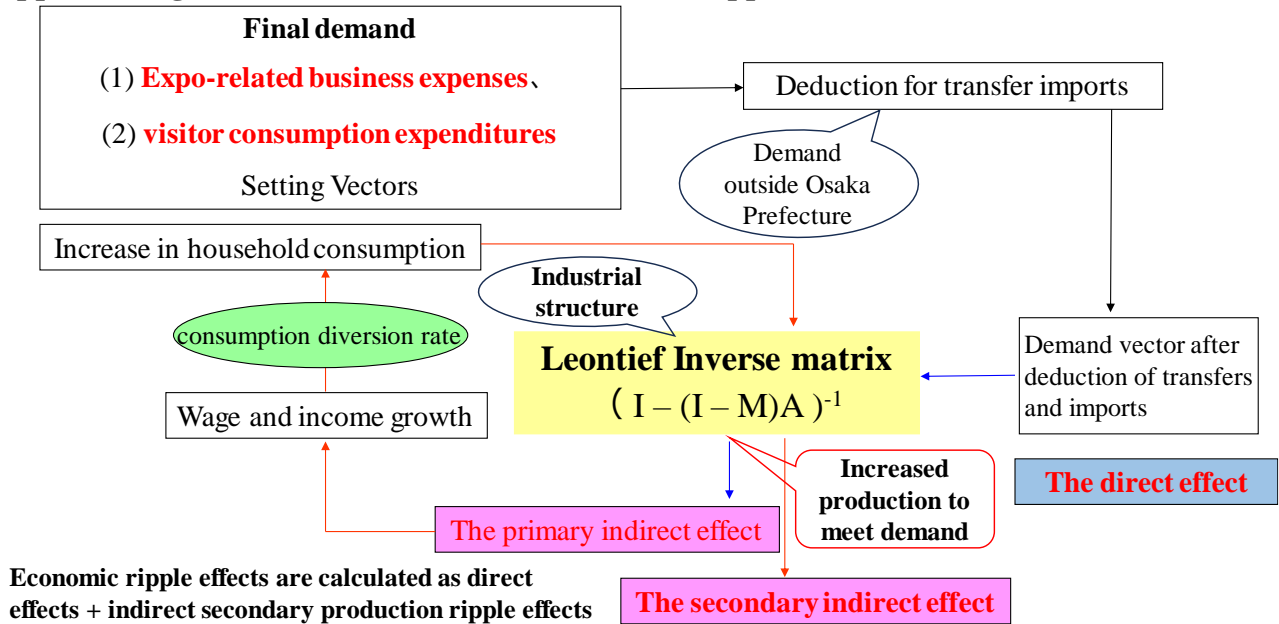 Final demand
(1) Expo-related business expenses、
(2) visitor consumption expenditures
Setting Vectors
Deduction for transfer imports
Demand
outside Osaka
Prefecture
Increase in household consumption
Industrial
structure
consumption diversion rate
Leontief Inverse matrix
( I – (I – M)A )-1
Demand vector after
deduction of transfers
and imports
Wage and income growth
Increased
production to
meet demand
The direct effect
The primary indirect effect
Economic ripple effects are calculated as direct
effects + indirect secondary production ripple effects
The secondary indirect effect